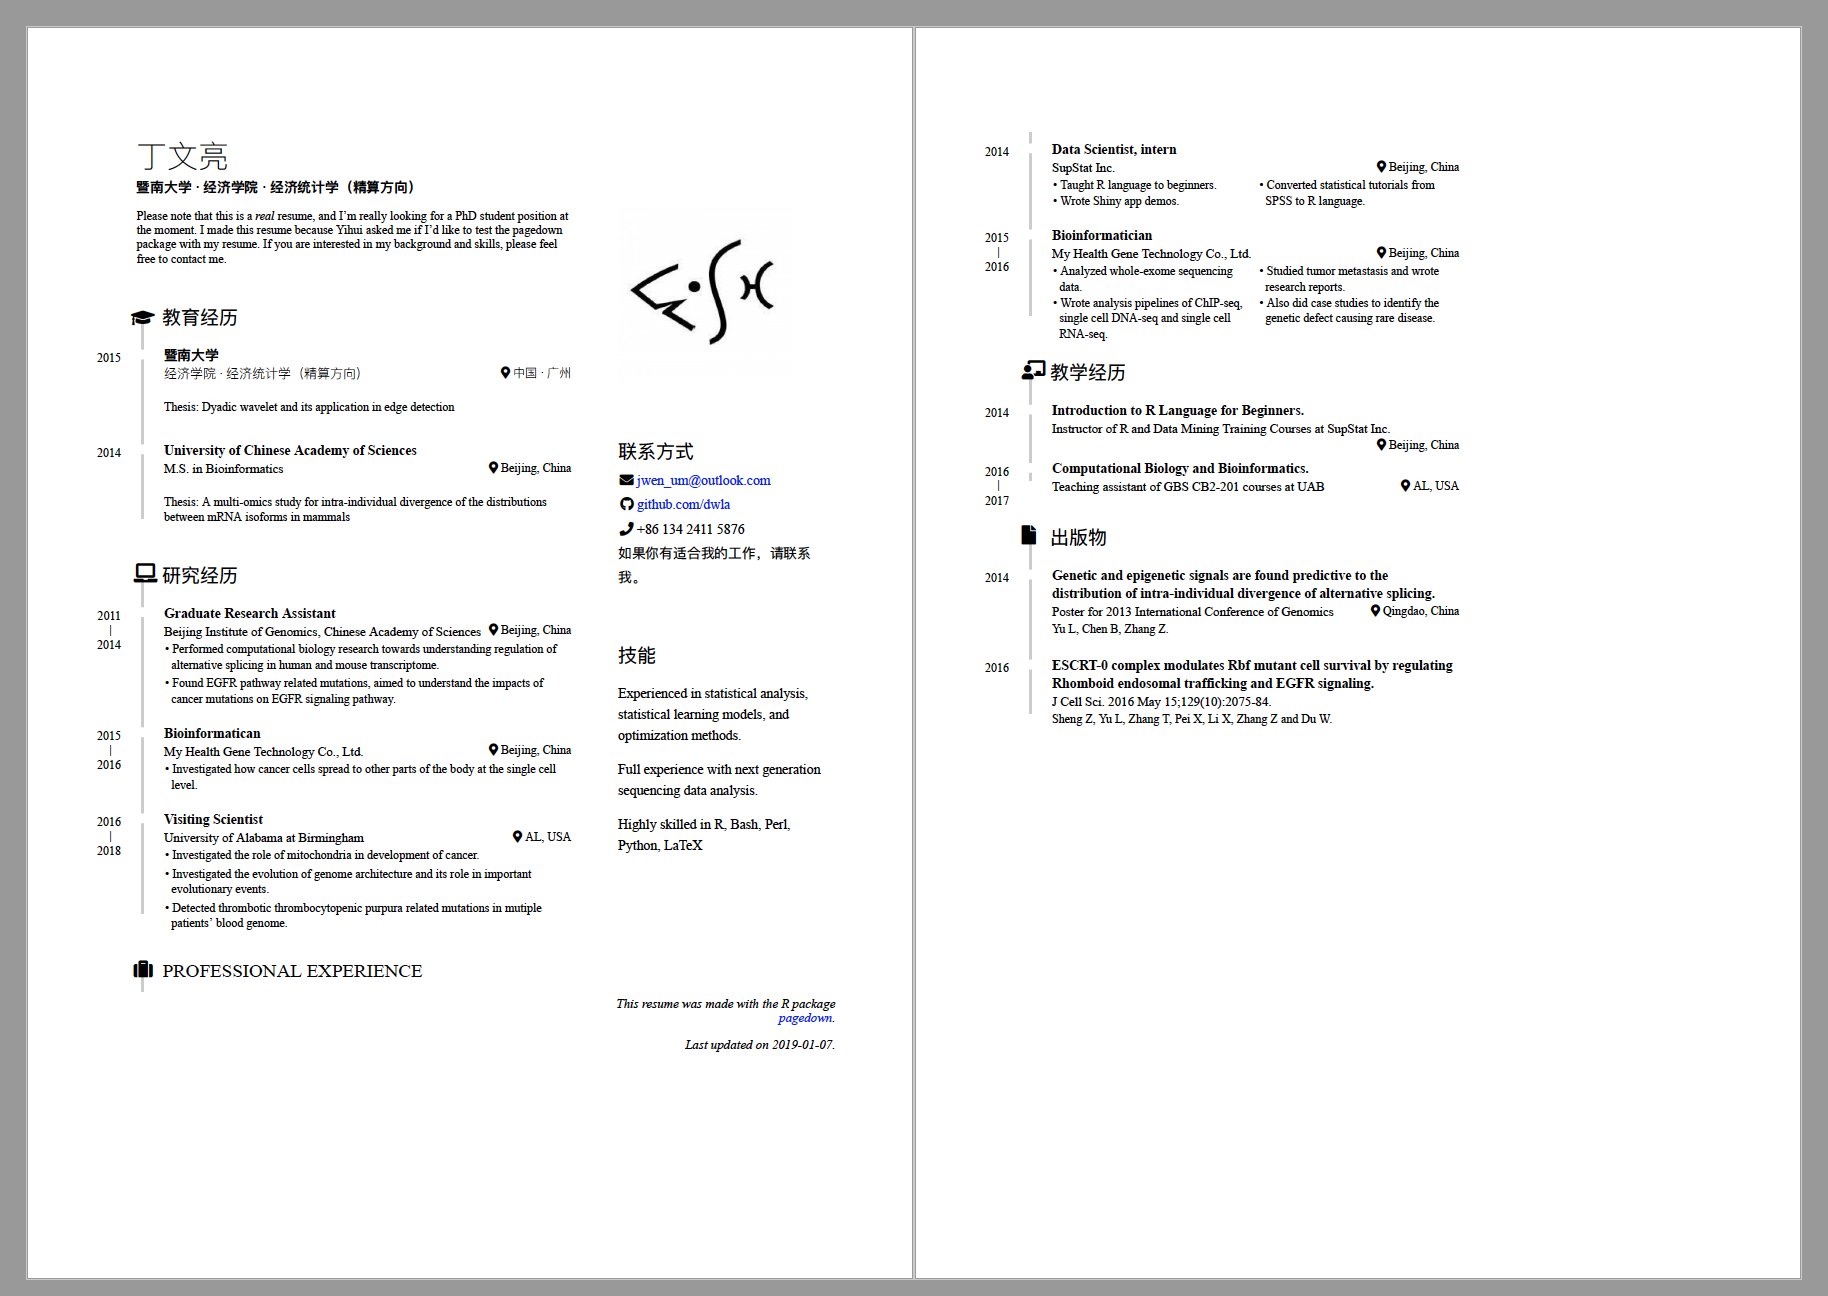 丁文亮
暨南大学 · 经济学院 · 经济统计学（精算方向）
Please note that this is a real resume, and I’m really looking for a PhD student position at
the moment. I made this resume because Yihui asked me if I’d like to test the pagedown
package with my resume. If you are interested in my background and skills, please feel
free to contact me.
教育经历
2015
暨南大学
经济学院 · 经济统计学（精算方向）
中国 · 广州
Thesis: Dyadic wavelet and its application in edge detection
2014
University of Chinese Academy of Sciences
M.S. in Bioinformatics
Beijing, China
Thesis: A multi-omics study for intra-individual divergence of the distributions
between mRNA isoforms in mammals
研究经历
2011
|
2014
Graduate Research Assistant
Beijing Institute of Genomics, Chinese Academy of Sciences
Beijing, China
• Performed computational biology research towards understanding regulation of
alternative splicing in human and mouse transcriptome.
• Found EGFR pathway related mutations, aimed to understand the impacts of
cancer mutations on EGFR signaling pathway.
2015
|
2016
Bioinformatican
My Health Gene Technology Co., Ltd.
Beijing, China
• Investigated how cancer cells spread to other parts of the body at the single cell
level.
2016
|
2018
Visiting Scientist
University of Alabama at Birmingham
AL, USA
• Investigated the role of mitochondria in development of cancer.
• Investigated the evolution of genome architecture and its role in important
evolutionary events.
• Detected thrombotic thrombocytopenic purpura related mutations in mutiple
patients’ blood genome.
PROFESSIONAL EXPERIENCE
联系方式
jwen_um@outlook.com
github.com/dwla
+86 134 2411 5876
如果你有适合我的工作，请联系
我。
技能
Experienced in statistical analysis,
statistical learning models, and
optimization methods.
Full experience with next generation
sequencing data analysis.
Highly skilled in R, Bash, Perl,
Python, LaTeX
This resume was made with the R package
pagedown.
Last updated on 2019-01-07.
2014
Data Scientist, intern
SupStat Inc.
Beijing, China
• Taught R language to beginners.
• Wrote Shiny app demos.
• Converted statistical tutorials from
SPSS to R language.
2015
|
2016
Bioinformatician
My Health Gene Technology Co., Ltd.
Beijing, China
• Analyzed whole-exome sequencing
data.
• Wrote analysis pipelines of ChIP-seq,
single cell DNA-seq and single cell
RNA-seq.
• Studied tumor metastasis and wrote
research reports.
• Also did case studies to identify the
genetic defect causing rare disease.
教学经历
2014
Introduction to R Language for Beginners.
Instructor of R and Data Mining Training Courses at SupStat Inc.
Beijing, China
2016
|
2017
Computational Biology and Bioinformatics.
Teaching assistant of GBS CB2-201 courses at UAB
AL, USA
出版物
2014
Genetic and epigenetic signals are found predictive to the
distribution of intra-individual divergence of alternative splicing.
Poster for 2013 International Conference of Genomics
Qingdao, China
Yu L, Chen B, Zhang Z.
2016
ESCRT-0 complex modulates Rbf mutant cell survival by regulating
Rhomboid endosomal trafficking and EGFR signaling.
J Cell Sci. 2016 May 15;129(10):2075-84.
Sheng Z, Yu L, Zhang T, Pei X, Li X, Zhang Z and Du W.